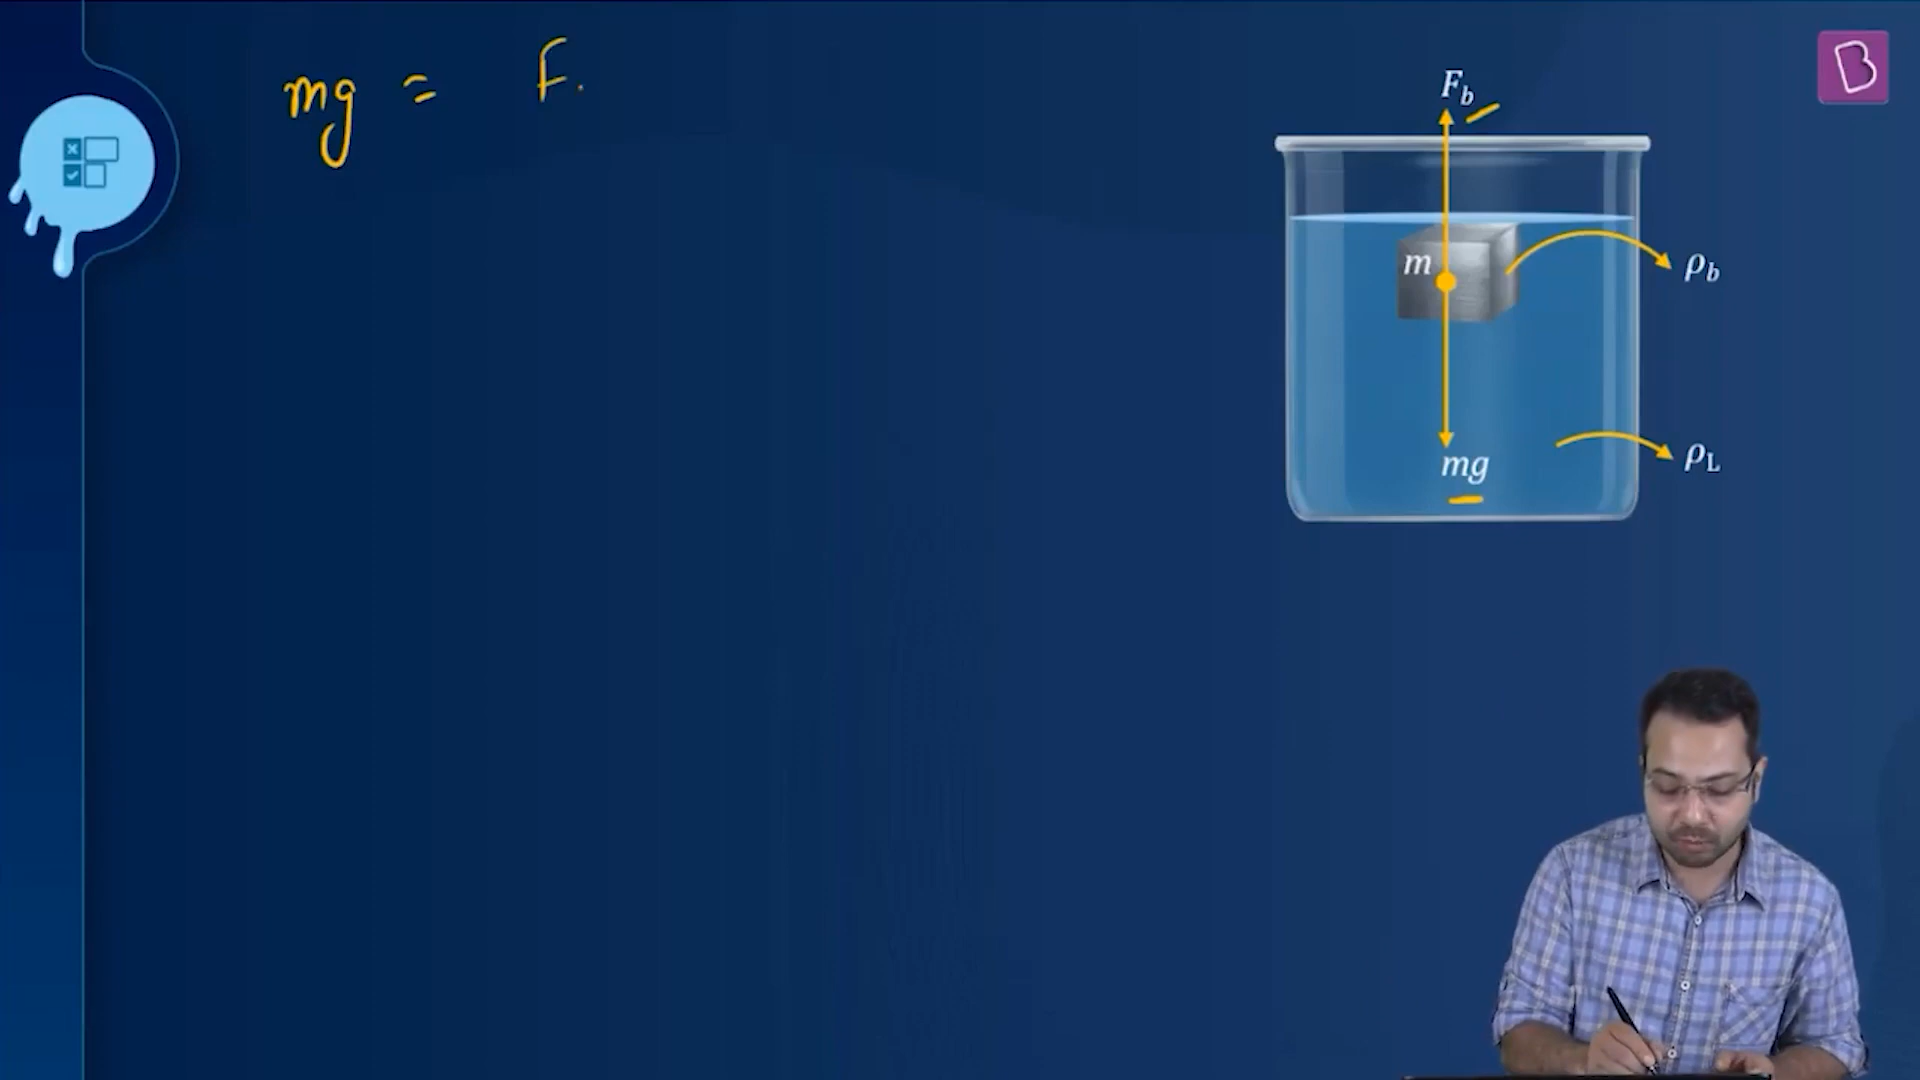 mg = F.
F_b
m
ρ_b
mg
ρ_L
B